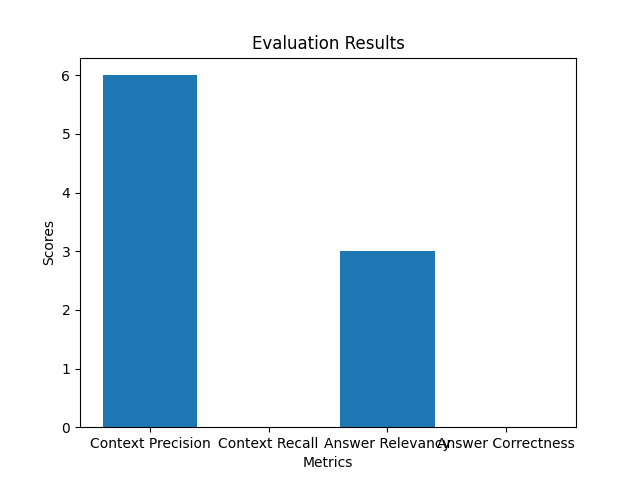 Evaluation Results
6
5
4
3
2
1
0
Scores
Context Precision Context Recall Answer Relevancy Answer Correctness
Metrics